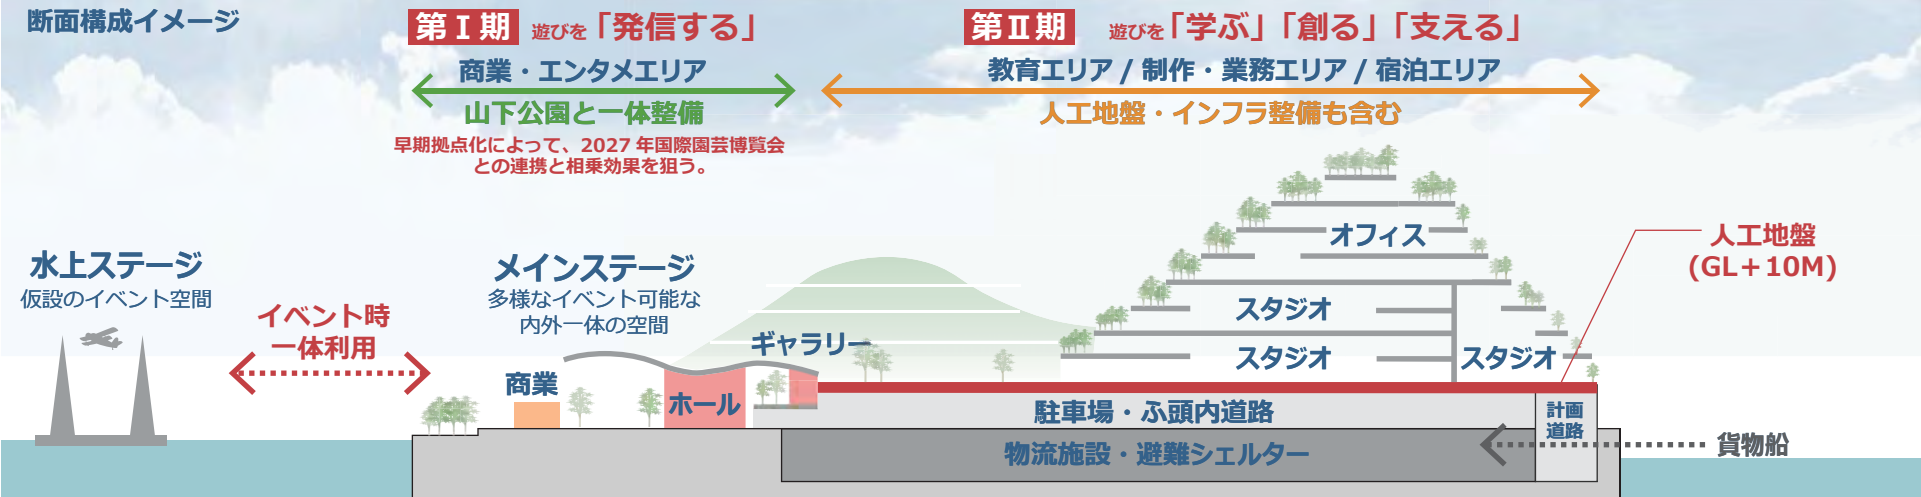 断面構成イメージ
第Ⅰ期 遊びを「発信する」
商業・エンタメエリア
山下公園と一体整備
早期拠点化によって、2027年国際園芸博覧会
との連携と相乗効果を狙う。
第Ⅱ期 遊びを「学ぶ」「創る」「支える」
教育エリア / 制作・業務エリア / 宿泊エリア
人工地盤・インフラ整備も含む
水上ステージ
仮設のイベント空間
イベント時
一体利用
メインステージ
多様なイベント可能な
内外一体の空間
ギャラリー
商業
ホール
オフィス
スタジオ
スタジオ
スタジオ
人工地盤
(GL＋10M)
駐車場・ふ頭内道路
計画
道路
物流施設・避難シェルター
貨物船